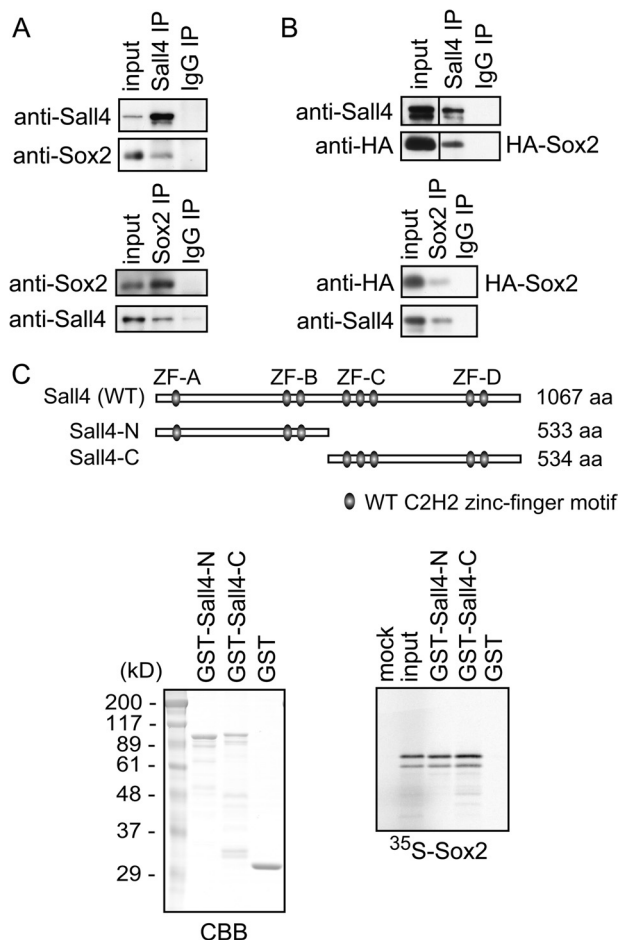 A
input
Sall4 IP
IgG IP
anti-Sall4
anti-Sox2
input
Sox2 IP
IgG IP
anti-Sox2
anti-Sall4
B
input
Sall4 IP
IgG IP
anti-Sall4
anti-HA HA-Sox2
input
Sox2 IP
IgG IP
anti-HA HA-Sox2
anti-Sall4
C
ZF-A ZF-B ZF-C ZF-D
Sall4 (WT) 1067 aa
Sall4-N 533 aa
Sall4-C 534 aa
WT C2H2 zinc-finger motif
GST-Sall4-N
GST-Sall4-C
GST
(kD)
200 -
117 -
89 -
61 -
48 -
37 -
29 -
CBB
mock
input
GST-Sall4-N
GST-Sall4-C
GST
³⁵S-Sox2